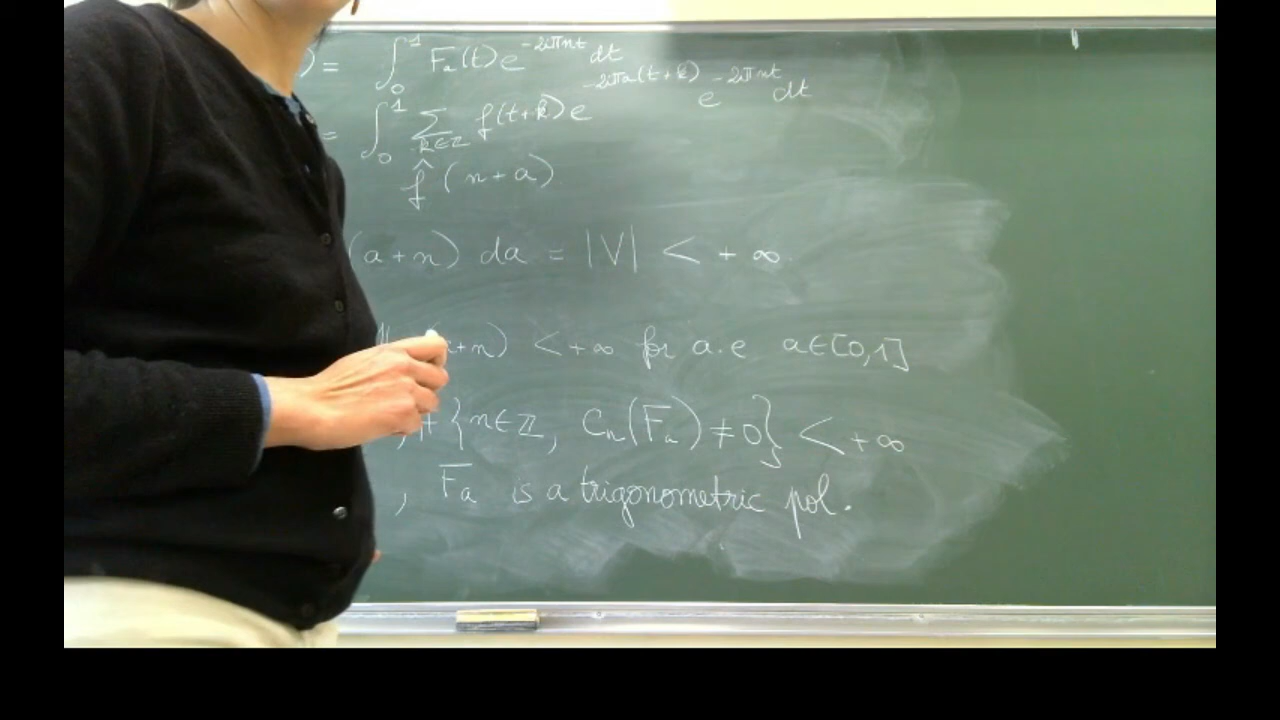 ) = ∫₀¹ Fₐ(t) e^{-2iπnt} dt
= ∫₀¹ ∑_{k∈ℤ} f(t+k) e^{-2iπa(t+k)} e^{-2iπnt} dt
f̂ (n+a)
(a+n) da = |V| < +∞.
+n) < +∞ for a.e a∈[0,1]
, # {n∈ℤ, Cₙ(Fₐ) ≠ 0} < +∞
, Fₐ is a trigonometric pol.